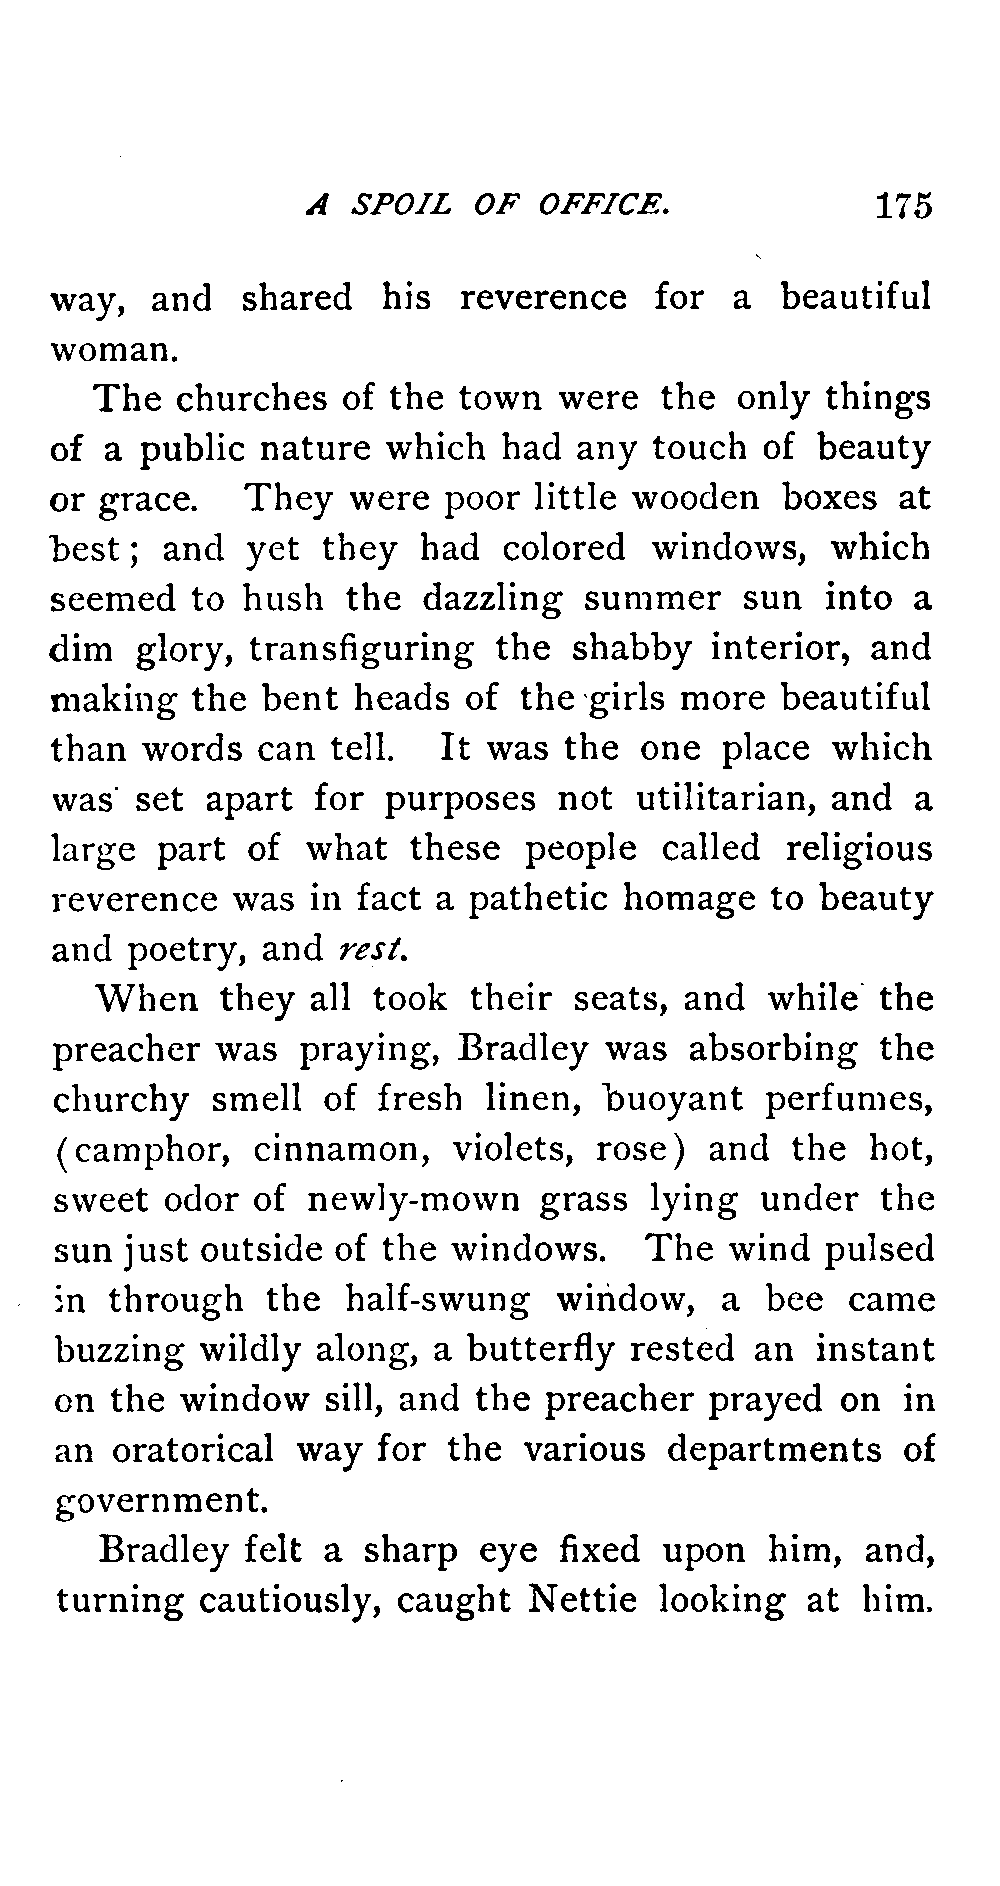 A SPOIL OF OFFICE. 175
way, and shared his reverence for a beautiful
woman.
The churches of the town were the only things
of a public nature which had any touch of beauty
or grace. They were poor little wooden boxes at
best; and yet they had colored windows, which
seemed to hush the dazzling summer sun into a
dim glory, transfiguring the shabby interior, and
making the bent heads of the girls more beautiful
than words can tell. It was the one place which
was set apart for purposes not utilitarian, and a
large part of what these people called religious
reverence was in fact a pathetic homage to beauty
and poetry, and rest.
When they all took their seats, and while the
preacher was praying, Bradley was absorbing the
churchy smell of fresh linen, buoyant perfumes,
(camphor, cinnamon, violets, rose) and the hot,
sweet odor of newly-mown grass lying under the
sun just outside of the windows. The wind pulsed
in through the half-swung window, a bee came
buzzing wildly along, a butterfly rested an instant
on the window sill, and the preacher prayed on in
an oratorical way for the various departments of
government.
Bradley felt a sharp eye fixed upon him, and,
turning cautiously, caught Nettie looking at him.